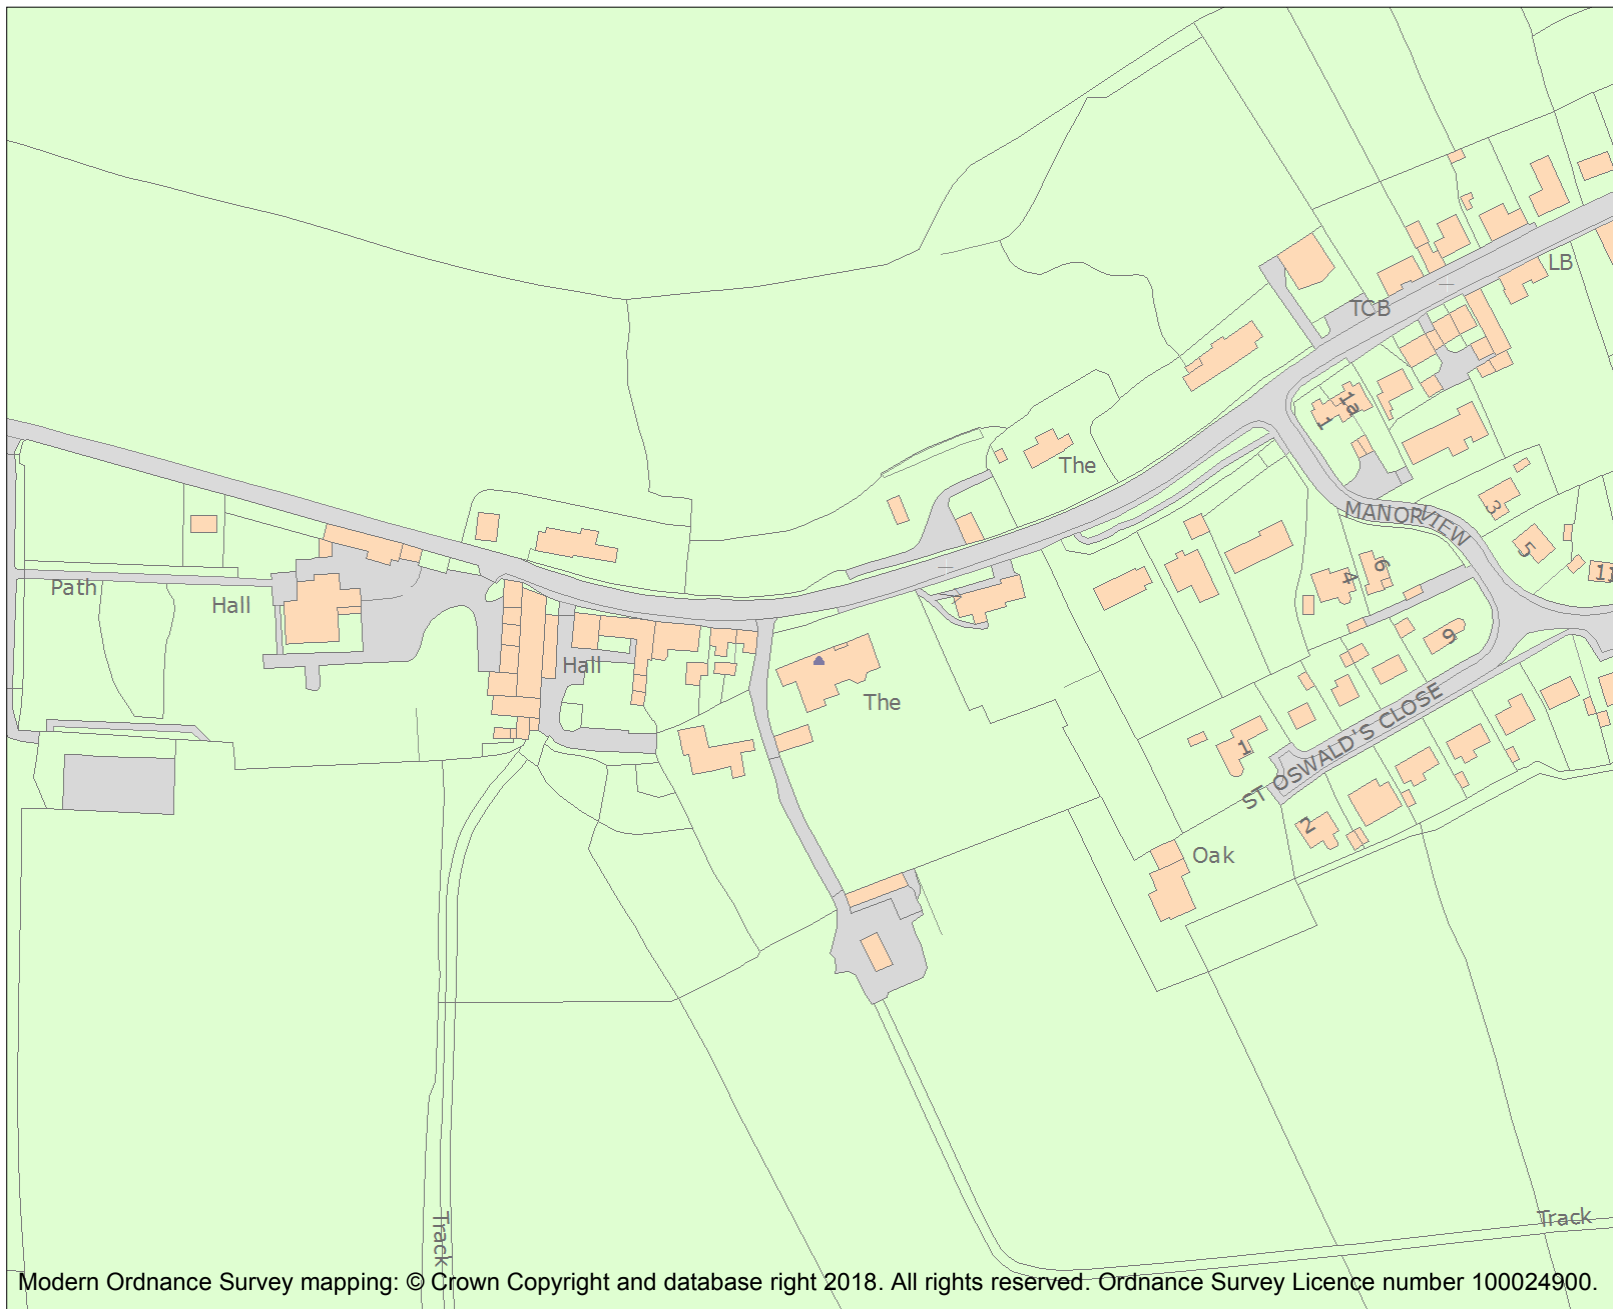 LB
TCB
1a
1
The
3
MANOR VIEW
5
11
Path
Hall
4
6
7
9
Hall
The
1
ST OSWALD'S CLOSE
2
Oak
Track
Track
Modern Ordnance Survey mapping: © Crown Copyright and database right 2018. All rights reserved. Ordnance Survey Licence number 100024900.